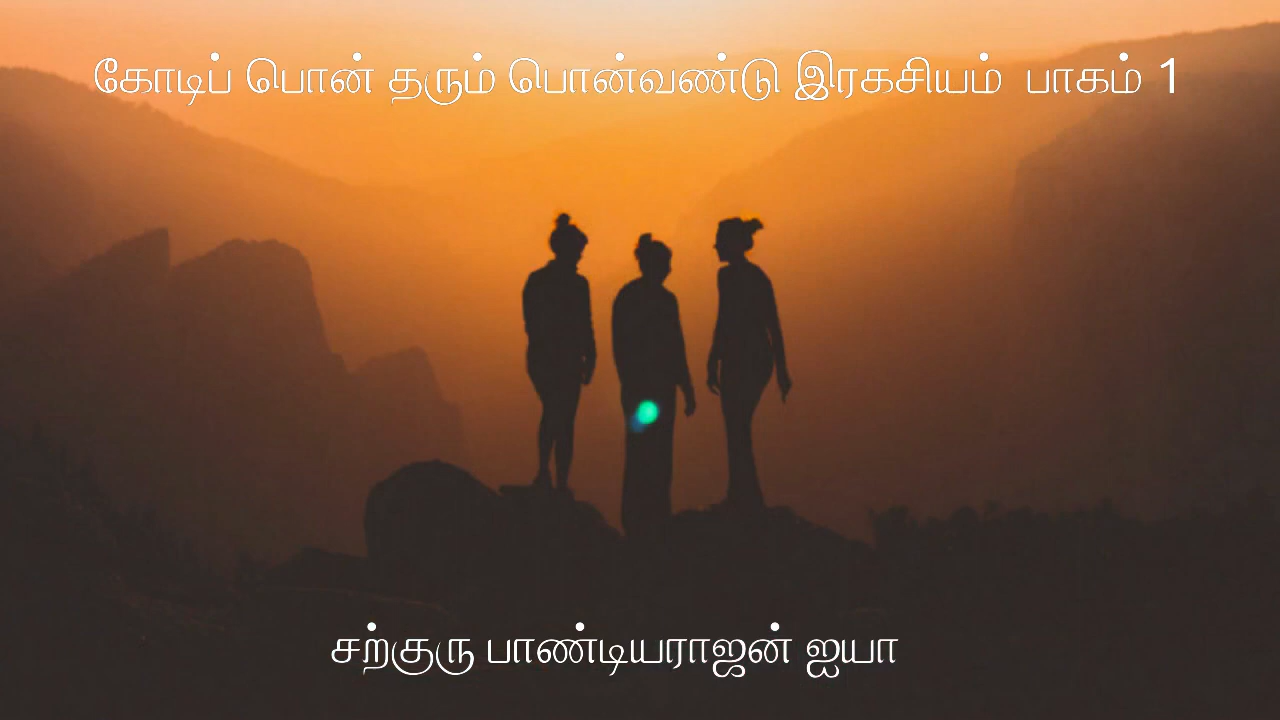 கோடிப் பொன் தரும் பொன்வண்டு இரகசியம் பாகம் 1
சற்குரு பாண்டியராஜன் ஐயா